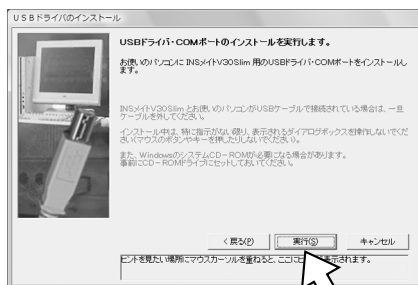 USBドライバのインストール
USBドライバ・COMポートのインストールを実行します。
お使いのパソコンに INSメイトV30Slim 用のUSBドライバ・COMポートをインストールし
ます。
INSメイトV30Slim とお使いのパソコンがUSBケーブルで接続されている場合は、一旦
ケーブルを外してください。
インストール中は、特に指示がない限り、表示されるダイアログボックスを操作しないでくだ
さい(マウスのボタンやキーを押したりしないでください)。
また、WindowsのシステムCD-ROMが必要になる場合があります。
事前にCD-ROMドライブにセットしておいてください。
< 戻る(P) 実行(S) キャンセル
ヒントを見たい場所にマウスカーソルを重ねると、ここにヒ 表示されます。